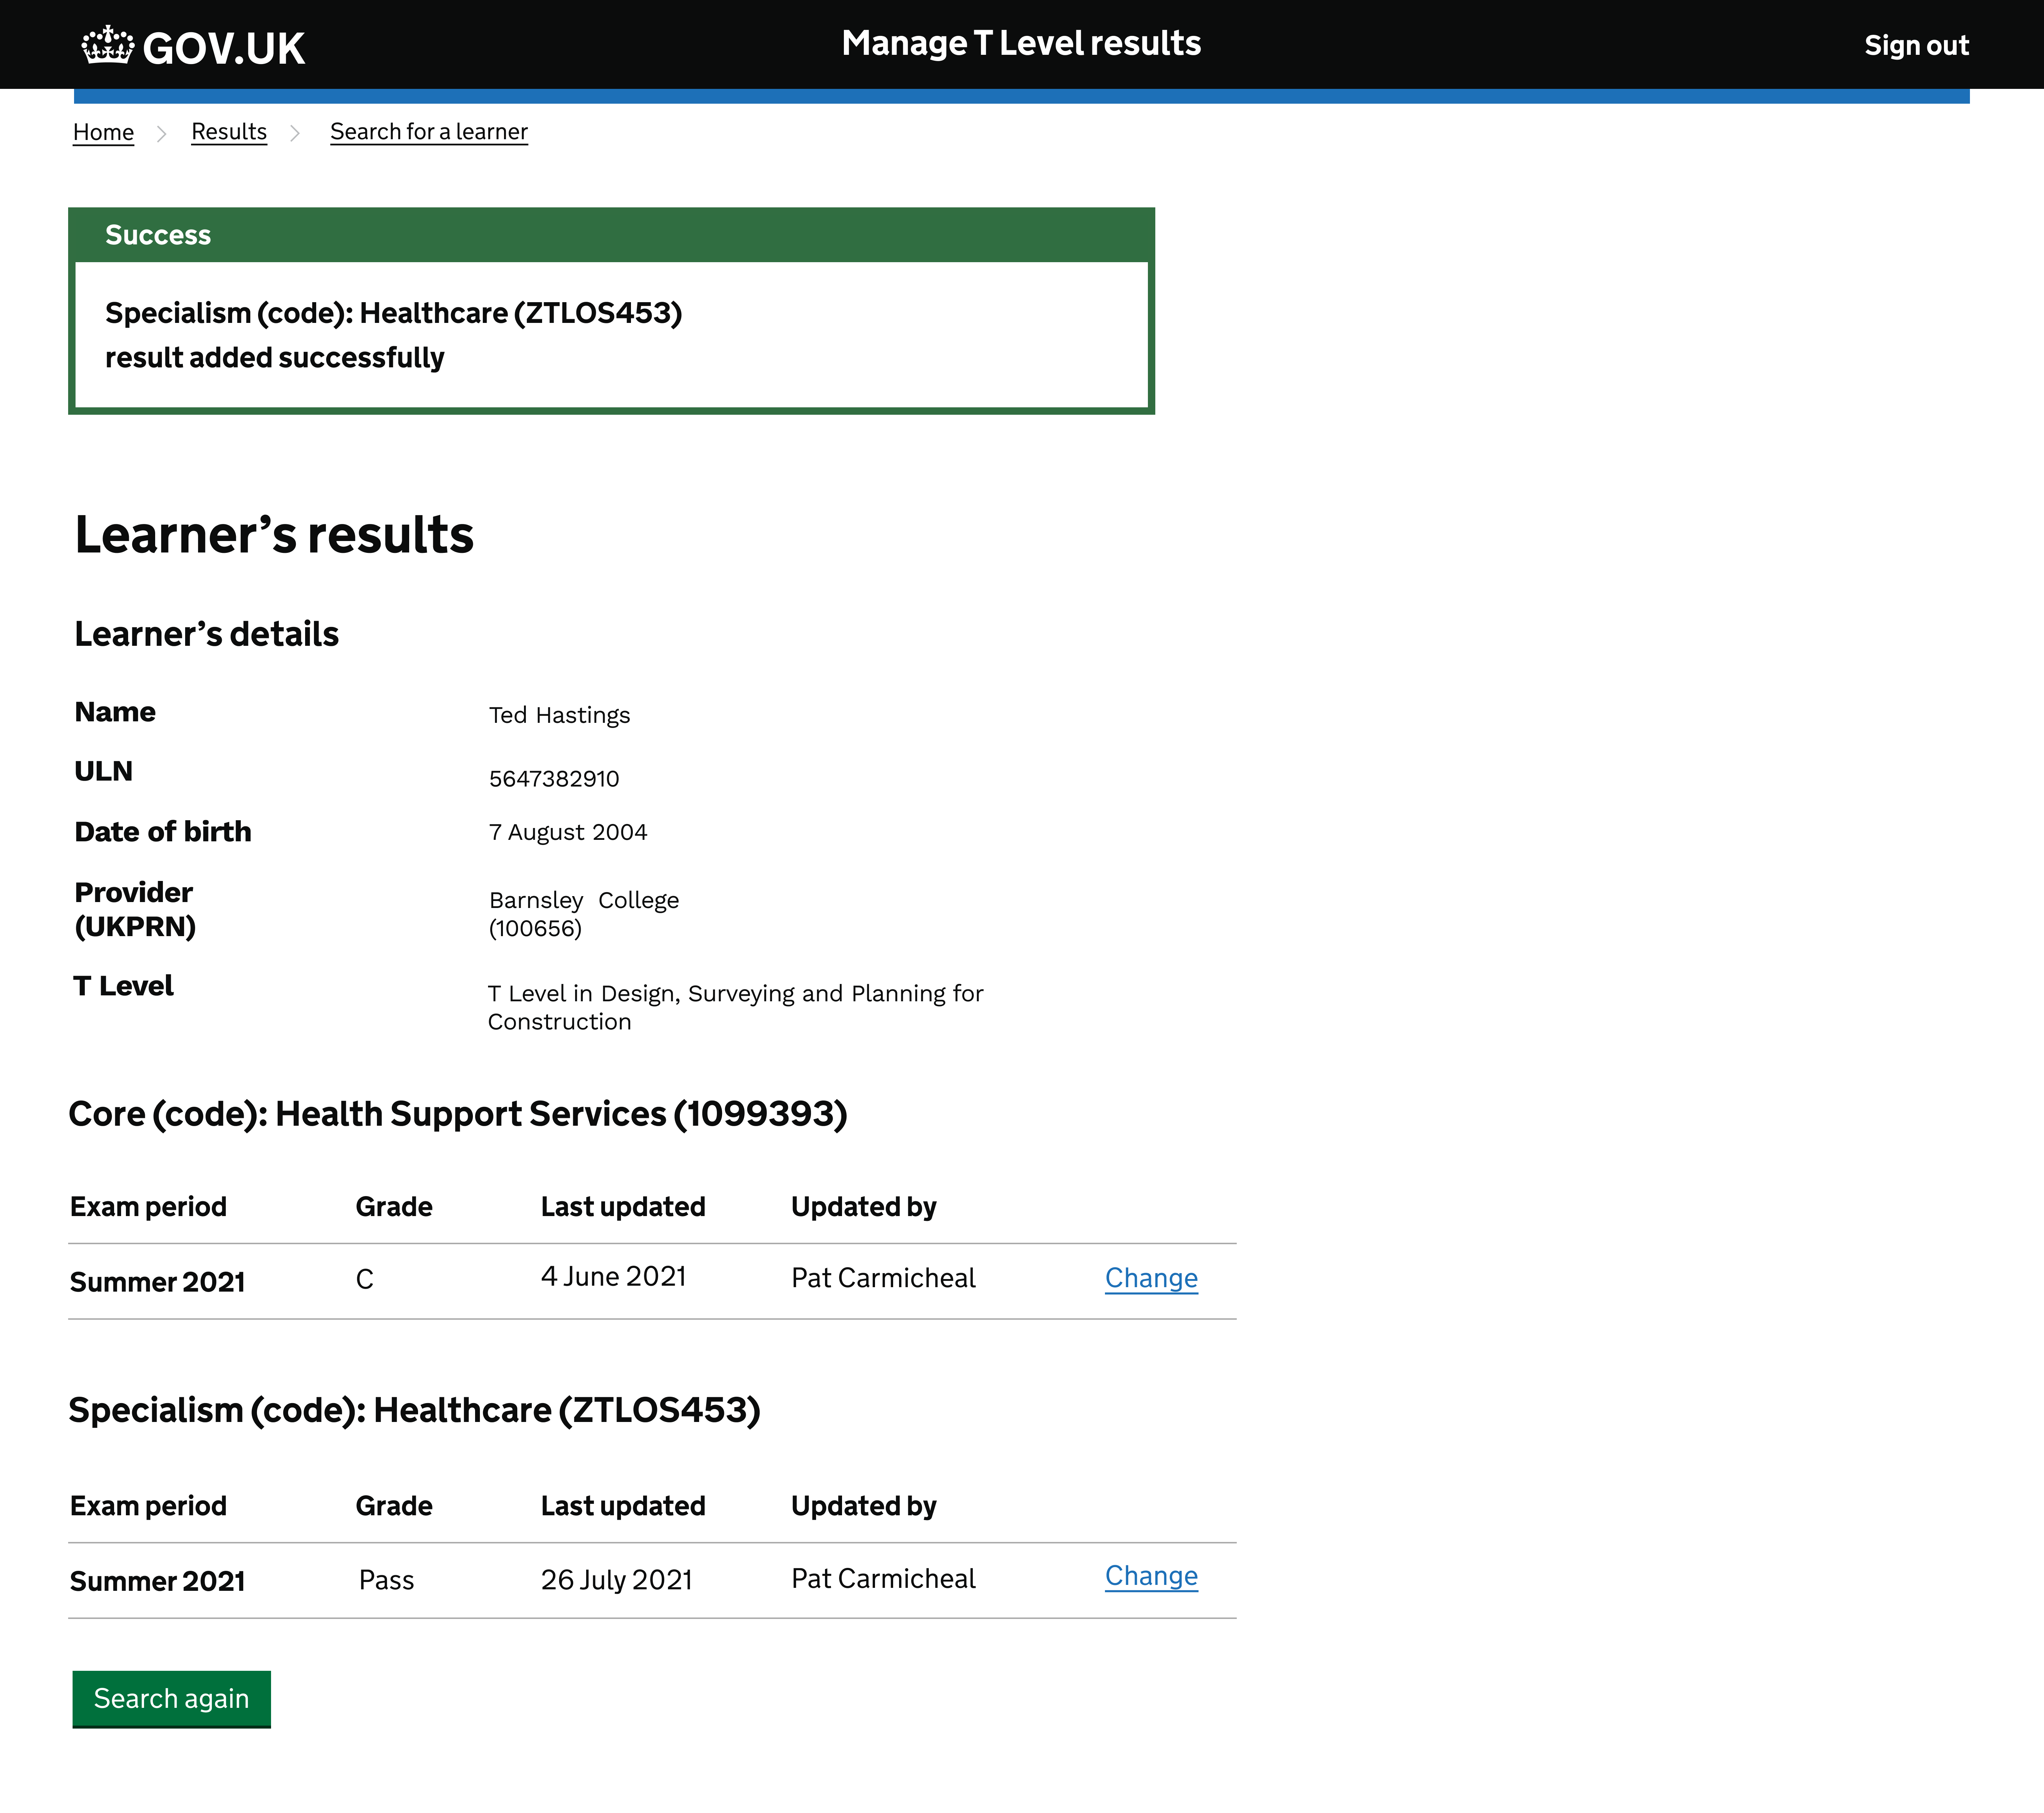 GOV.UK Manage T Level results Sign out
Home Results Search for a learner
Success
Specialism (code): Healthcare (ZTLOS453)
result added successfully
Learner’s results
Learner’s details
Name Ted Hastings
ULN 5647382910
Date of birth 7 August 2004
Provider Barnsley College
(UKPRN) (100656)
T Level T Level in Design, Surveying and Planning for
Construction
Core (code): Health Support Services (1099393)
Exam period Grade Last updated Updated by
Summer 2021 C 4 June 2021 Pat Carmicheal Change
Specialism (code): Healthcare (ZTLOS453)
Exam period Grade Last updated Updated by
Summer 2021 Pass 26 July 2021 Pat Carmicheal Change
Search again